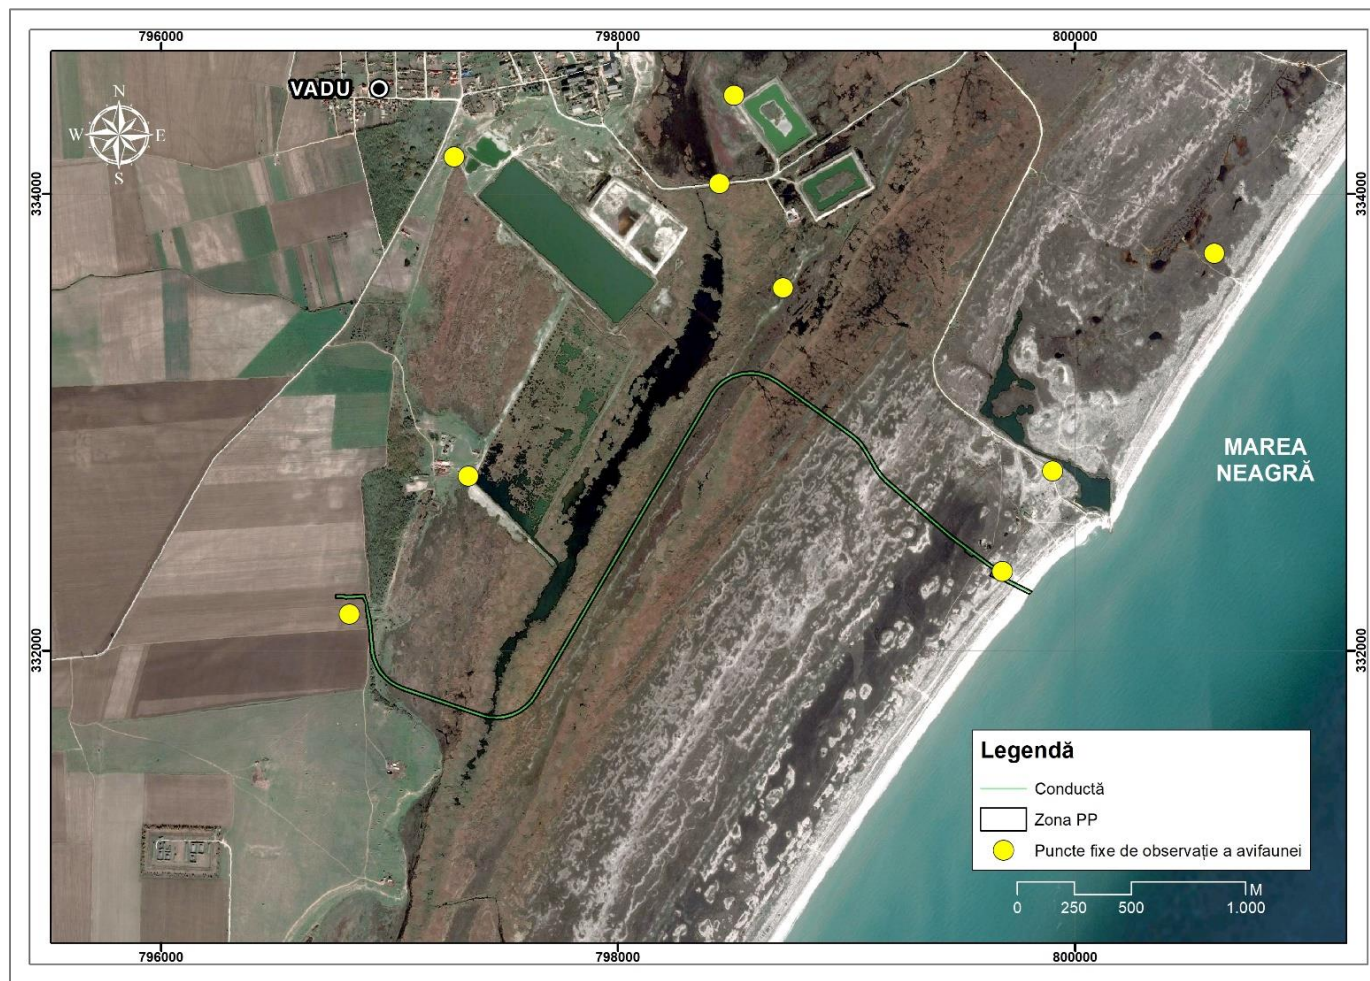 796000 798000 800000
VADU
N
W E
S
334000 334000
MAREA
NEAGRĂ
332000 332000
Legendă
Conductă
Zona PP
Puncte fixe de observație a avifaunei
M
0 250 500 1.000
796000 798000 800000